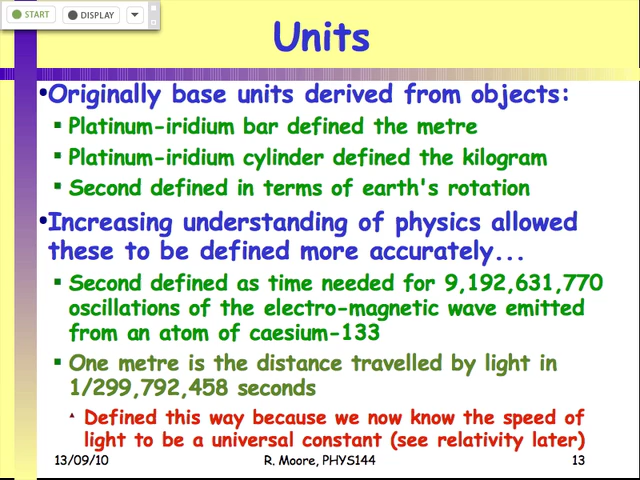 START
DISPLAY
Units
•Originally base units derived from objects:
▪ Platinum-iridium bar defined the metre
▪ Platinum-iridium cylinder defined the kilogram
▪ Second defined in terms of earth's rotation
•Increasing understanding of physics allowed
these to be defined more accurately...
▪ Second defined as time needed for 9,192,631,770
oscillations of the electro-magnetic wave emitted
from an atom of caesium-133
▪ One metre is the distance travelled by light in
1/299,792,458 seconds
▴ Defined this way because we now know the speed of
light to be a universal constant (see relativity later)
13/09/10
R. Moore, PHYS144
13